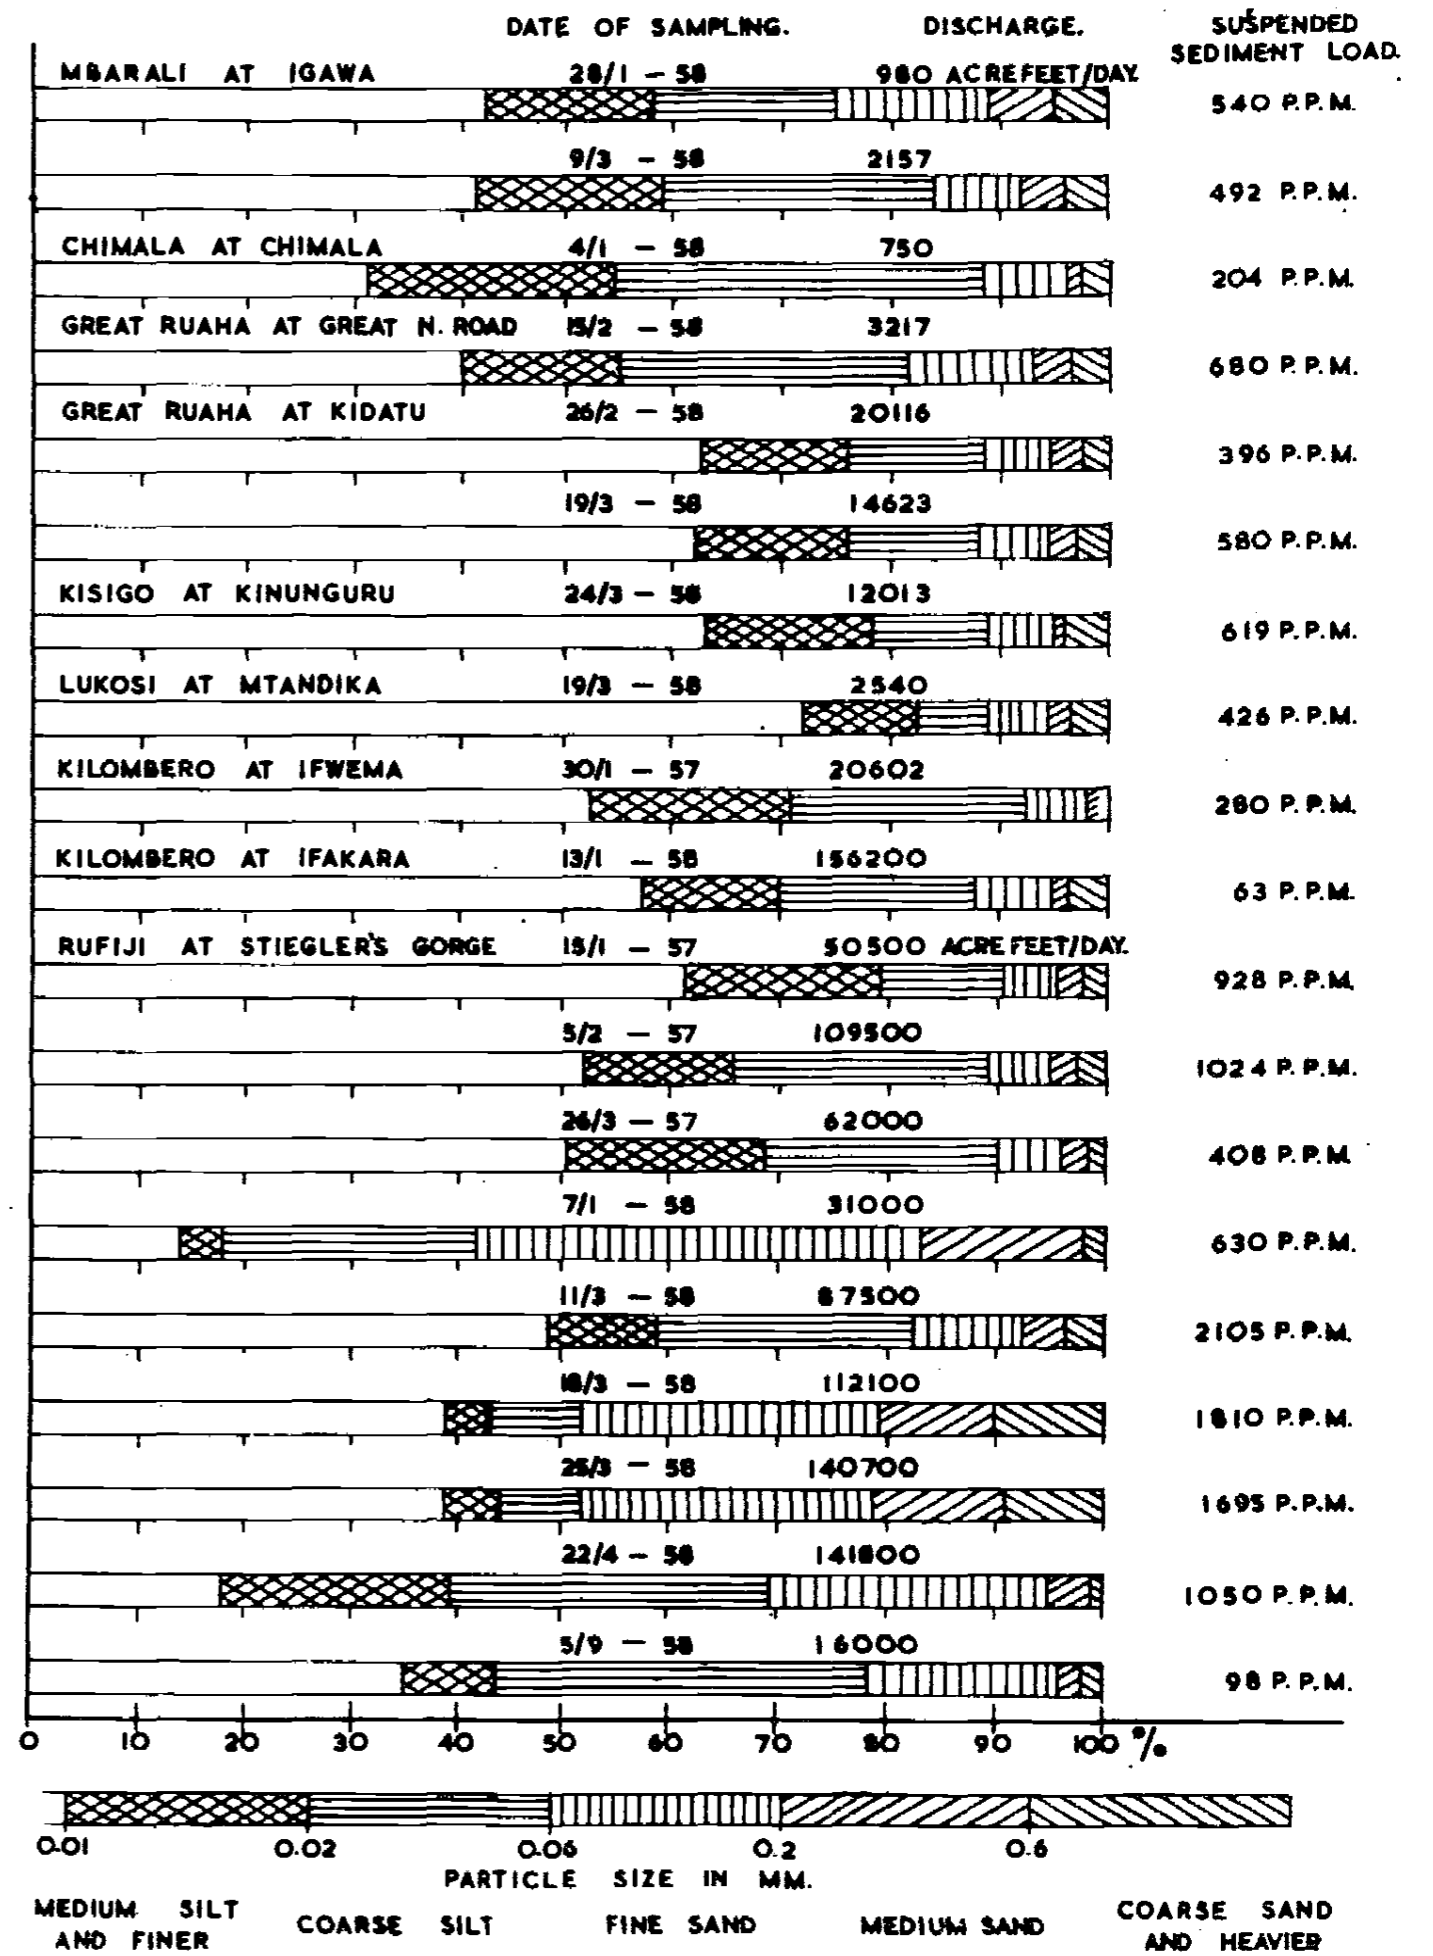 DATE OF SAMPLING. DISCHARGE. SUSPENDED
SEDIMENT LOAD.
MBARALI AT IGAWA 28/1 – 58 980 ACRE FEET/DAY.
540 P.P.M.
9/3 – 58 2157
492 P.P.M.
CHIMALA AT CHIMALA 4/1 – 58 750
204 P.P.M.
GREAT RUAHA AT GREAT N. ROAD 15/2 – 58 3217
680 P.P.M.
GREAT RUAHA AT KIDATU 26/2 – 58 20116
396 P.P.M.
19/3 – 58 14623
580 P.P.M.
KISIGO AT KINUNGURU 24/3 – 58 12013
619 P.P.M.
LUKOSI AT MTANDIKA 19/3 – 58 2540
426 P.P.M.
KILOMBERO AT IFWEMA 30/1 – 57 20602
280 P.P.M.
KILOMBERO AT IFAKARA 13/1 – 58 156200
63 P.P.M.
RUFIJI AT STIEGLER'S GORGE 15/1 – 57 50500 ACRE FEET/DAY.
928 P.P.M.
5/2 – 57 109500
1024 P.P.M.
26/3 – 57 62000
408 P.P.M.
7/1 – 58 31000
630 P.P.M.
11/3 – 58 87500
2105 P.P.M.
18/3 – 58 112100
1810 P.P.M.
25/3 – 58 140700
1695 P.P.M.
22/4 – 58 141800
1050 P.P.M.
5/9 – 58 16000
98 P.P.M.
0 10 20 30 40 50 60 70 80 90 100 %
0.01 0.02 0.06 0.2 0.6
PARTICLE SIZE IN MM.
MEDIUM SILT AND FINER
COARSE SILT
FINE SAND
MEDIUM SAND
COARSE SAND AND HEAVIER